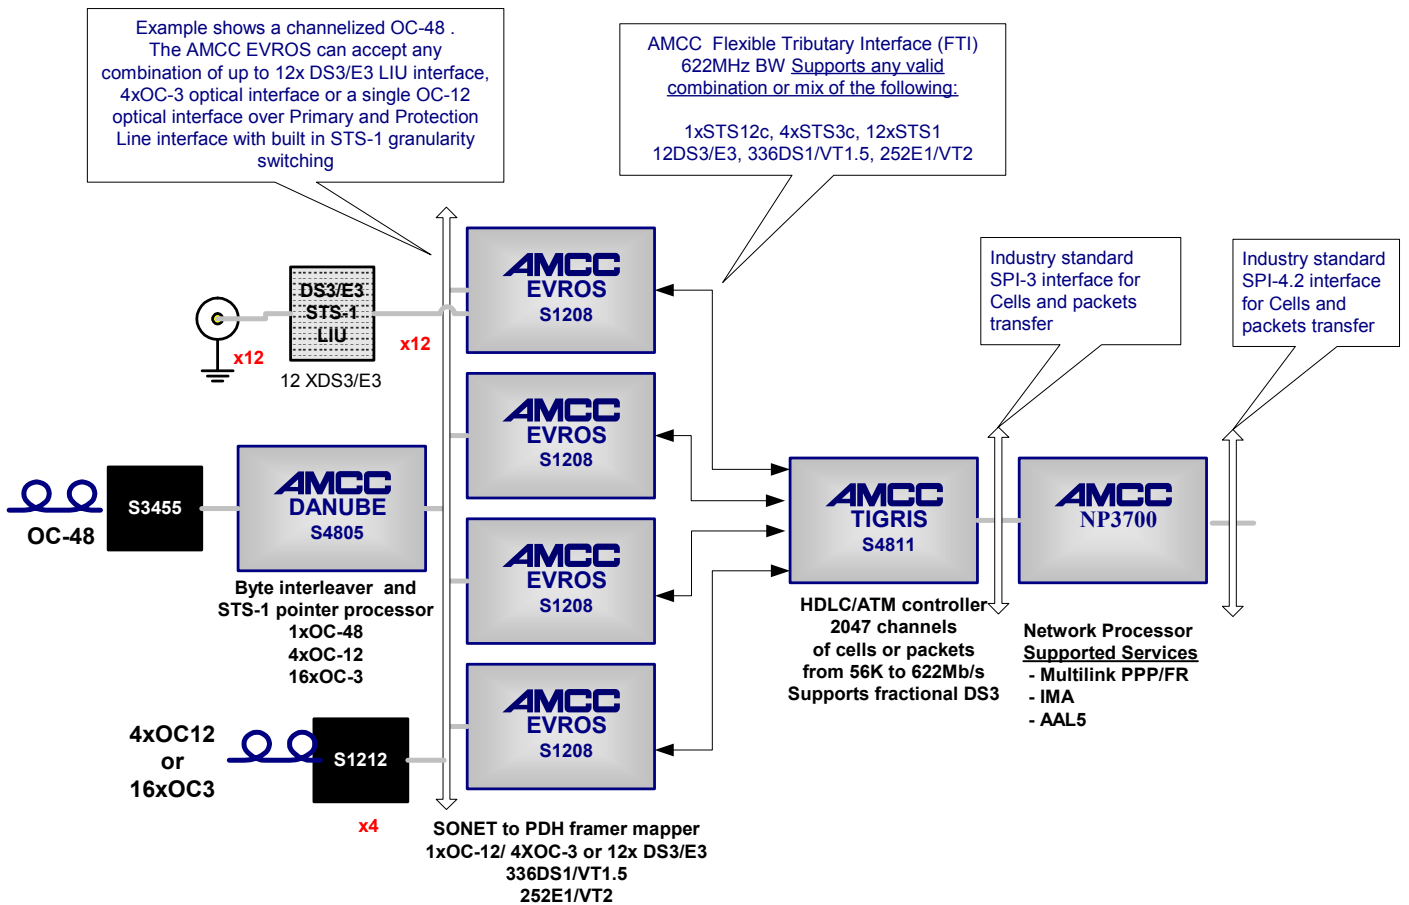 Example shows a channelized OC-48 .
The AMCC EVROS can accept any
combination of up to 12x DS3/E3 LIU interface,
4xOC-3 optical interface or a single OC-12
optical interface over Primary and Protection
Line interface with built in STS-1 granularity
switching
AMCC Flexible Tributary Interface (FTI)
622MHz BW Supports any valid
combination or mix of the following:
1xSTS12c, 4xSTS3c, 12xSTS1
12DS3/E3, 336DS1/VT1.5, 252E1/VT2
Industry standard
SPI-3 interface for
Cells and packets
transfer
Industry standard
SPI-4.2 interface
for Cells and
packets transfer
DS3/E3
STS-1
LIU
x12
x12
12 XDS3/E3
AMCC
EVROS
S1208
AMCC
EVROS
S1208
AMCC
EVROS
S1208
AMCC
EVROS
S1208
OC-48
S3455
AMCC
DANUBE
S4805
Byte interleaver and
STS-1 pointer processor
1xOC-48
4xOC-12
16xOC-3
4xOC12
or
16xOC3
S1212
x4
SONET to PDH framer mapper
1xOC-12/ 4XOC-3 or 12x DS3/E3
336DS1/VT1.5
252E1/VT2
AMCC
TIGRIS
S4811
HDLC/ATM controller
2047 channels
of cells or packets
from 56K to 622Mb/s
Supports fractional DS3
AMCC
NP3700
Network Processor
Supported Services
- Multilink PPP/FR
- IMA
- AAL5